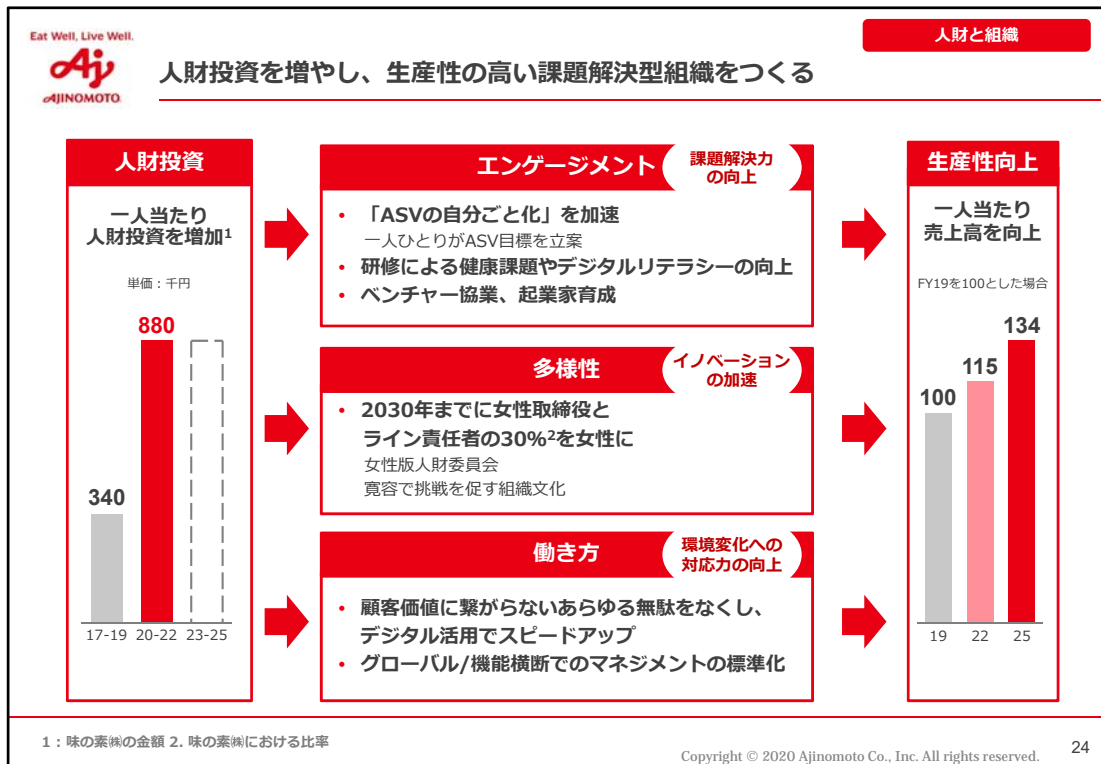 Eat Well, Live Well.
AJINOMOTO
人財と組織
人財投資を増やし、生産性の高い課題解決型組織をつくる
人財投資
一人当たり
人財投資を増加1
単価：千円
340
880
17-19 20-22 23-25
エンゲージメント
課題解決力
の向上
• 「ASVの自分ごと化」を加速
一人ひとりがASV目標を立案
• 研修による健康課題やデジタルリテラシーの向上
• ベンチャー協業、起業家育成
多様性
イノベーション
の加速
• 2030年までに女性取締役と
ライン責任者の30%2を女性に
女性版人財委員会
寛容で挑戦を促す組織文化
働き方
環境変化への
対応力の向上
• 顧客価値に繋がらないあらゆる無駄をなくし、
デジタル活用でスピードアップ
• グローバル/機能横断でのマネジメントの標準化
生産性向上
一人当たり
売上高を向上
FY19を100とした場合
100
115
134
19 22 25
1：味の素㈱の金額 2. 味の素㈱における比率
Copyright © 2020 Ajinomoto Co., Inc. All rights reserved.
24